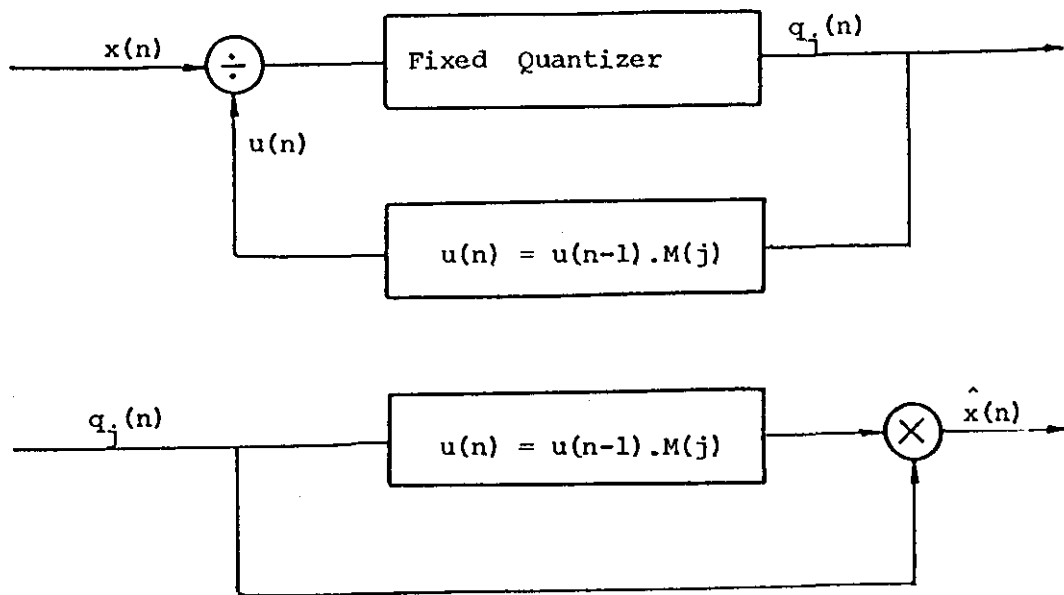 x(n)
÷
Fixed Quantizer
q_j(n)
u(n)
u(n) = u(n-1).M(j)
q_j(n)
u(n) = u(n-1).M(j)
×
x̂(n)